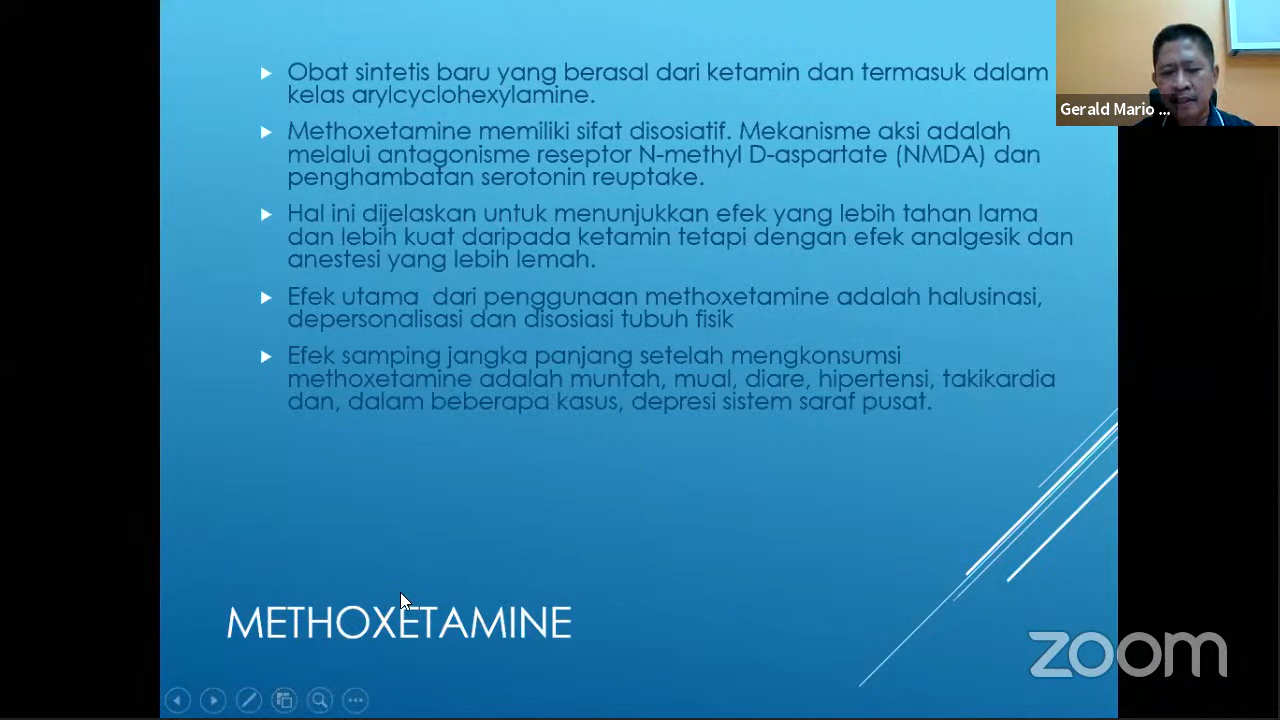 Obat sintetis baru yang berasal dari ketamin dan termasuk dalam
kelas arylcyclohexylamine.
Methoxetamine memiliki sifat disosiatif. Mekanisme aksi adalah
melalui antagonisme reseptor N-methyl D-aspartate (NMDA) dan
penghambatan serotonin reuptake.
Hal ini dijelaskan untuk menunjukkan efek yang lebih tahan lama
dan lebih kuat daripada ketamin tetapi dengan efek analgesik dan
anestesi yang lebih lemah.
Efek utama  dari penggunaan methoxetamine adalah halusinasi,
depersonalisasi dan disosiasi tubuh fisik
Efek samping jangka panjang setelah mengkonsumsi
methoxetamine adalah muntah, mual, diare, hipertensi, takikardia
dan, dalam beberapa kasus, depresi sistem saraf pusat.
METHOXETAMINE
Gerald Mario ...
zoom